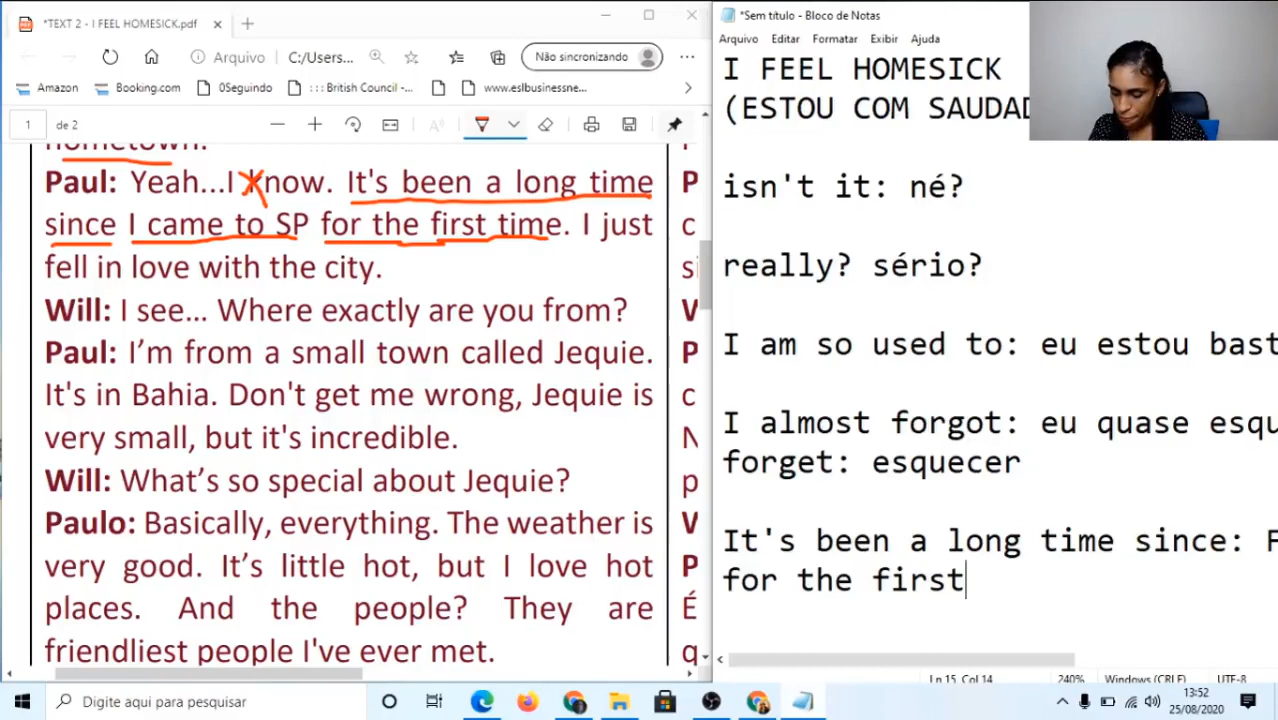 *TEXT 2 - I FEEL HOMESICK.pdf
Arquivo C:/Users... Não sincronizando
Amazon Booking.com 0Seguindo : : : British Council -... www.eslbusinessne...
1 de 2
hometown.
Paul: Yeah...I know. It's been a long time
since I came to SP for the first time. I just
fell in love with the city.
Will: I see... Where exactly are you from?
Paul: I'm from a small town called Jequie.
It's in Bahia. Don't get me wrong, Jequie is
very small, but it's incredible.
Will: What's so special about Jequie?
Paulo: Basically, everything. The weather is
very good. It's little hot, but I love hot
places. And the people? They are
friendliest people I've ever met.
P
c
si
W
P
c
N
p
W
P
É
q
*Sem título - Bloco de Notas
Arquivo Editar Formatar Exibir Ajuda
I FEEL HOMESICK
(ESTOU COM SAUDAD
isn't it: né?
really? sério?
I am so used to: eu estou bast
I almost forgot: eu quase esqu
forget: esquecer
It's been a long time since: F
for the first
Ln 15, Col 14 240% Windows (CRLF) UTF-8
Digite aqui para pesquisar
13:52
25/08/2020